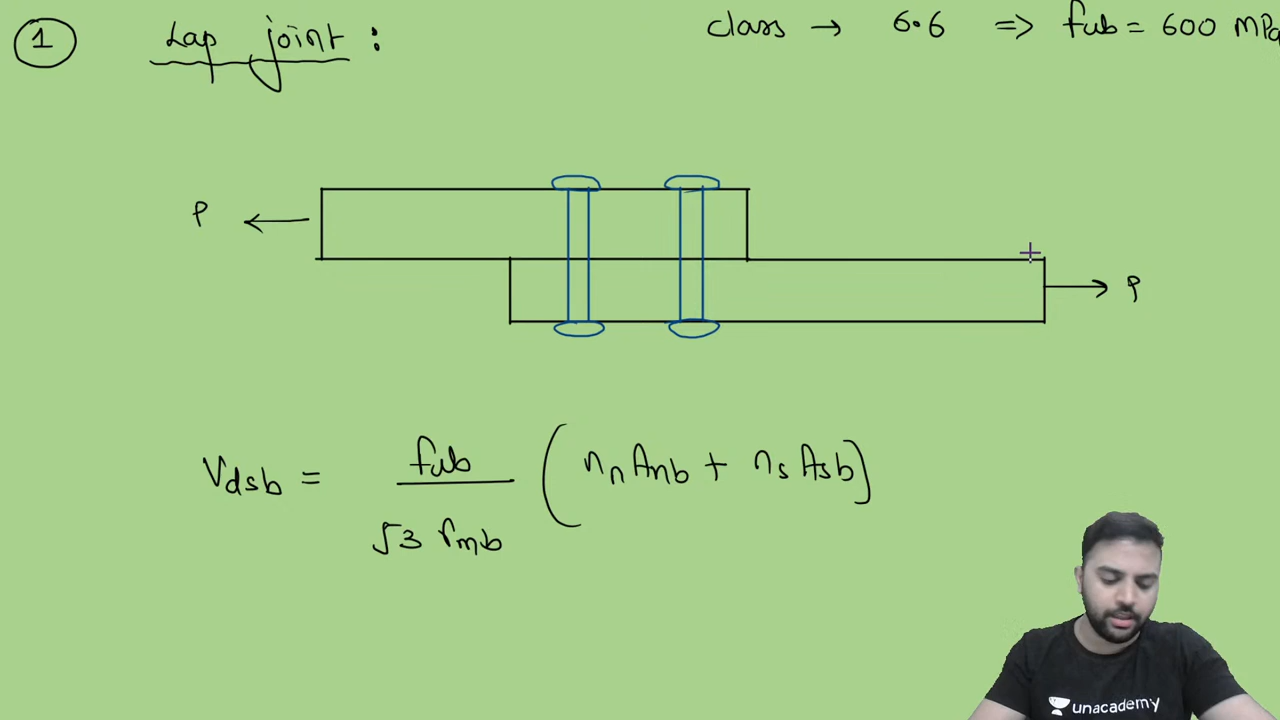 1 Lap joint :
class → 6.6 ⇒ fub = 600 MPa
P
P
Vdsb = fub / √3 γmb (nn Anb + ns Asb)
unacademy